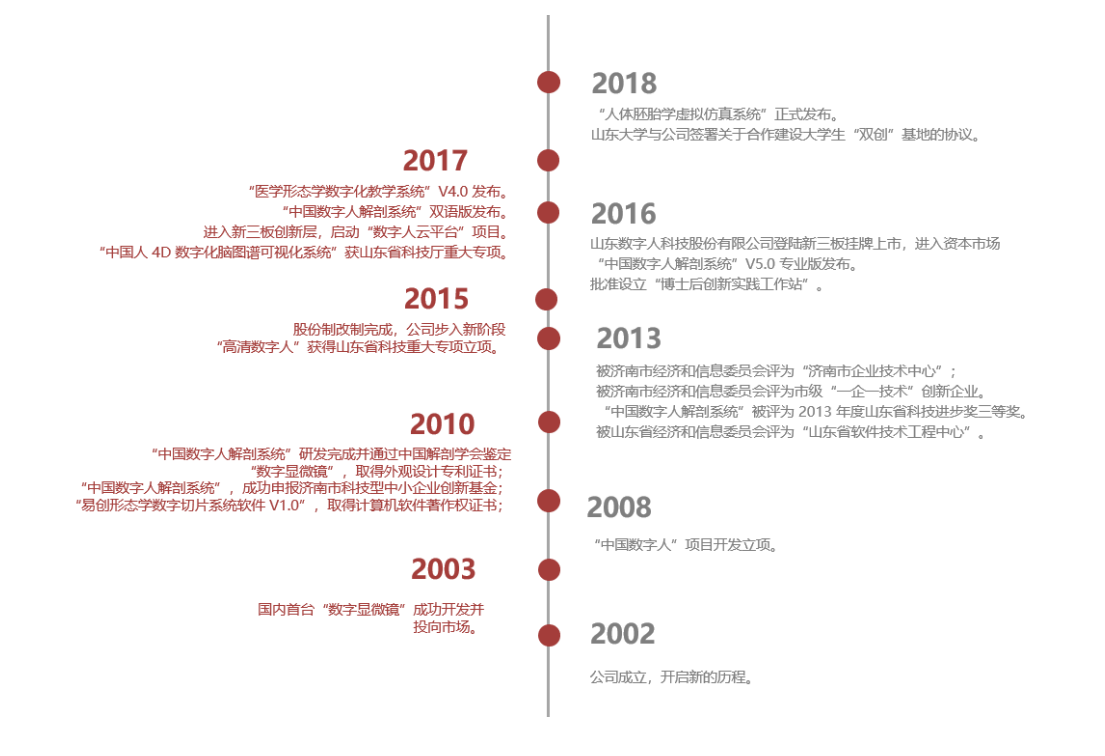 2018
“人体胚胎学虚拟仿真系统”正式发布。
山东大学与公司签署关于合作建设大学生“双创”基地的协议。
2017
“医学形态学数字化教学系统”V4.0 发布。
“中国数字人解剖系统”双语版发布。
进入新三板创新层，启动“数字人云平台”项目。
“中国人 4D 数字化脑图谱可视化系统”获山东省科技厅重大专项。
2016
山东数字人科技股份有限公司登陆新三板挂牌上市，进入资本市场
“中国数字人解剖系统”V5.0 专业版发布。
批准设立“博士后创新实践工作站”。
2015
股份制改制完成，公司步入新阶段
“高清数字人”获得山东省科技重大专项立项。
2013
被济南市经济和信息委员会评为“济南市企业技术中心”；
被济南市经济和信息委员会评为市级“一企一技术”创新企业。
“中国数字人解剖系统”被评为 2013 年度山东省科技进步奖三等奖。
被山东省经济和信息委员会评为“山东省软件技术工程中心”。
2010
“中国数字人解剖系统”研发完成并通过中国解剖学会鉴定
“数字显微镜”，取得外观设计专利证书；
“中国数字人解剖系统”，成功申报济南市科技型中小企业创新基金；
“易创形态学数字切片系统软件 V1.0”，取得计算机软件著作权证书；
2008
“中国数字人”项目开发立项。
2003
国内首台“数字显微镜”成功开发并
投向市场。
2002
公司成立，开启新的历程。